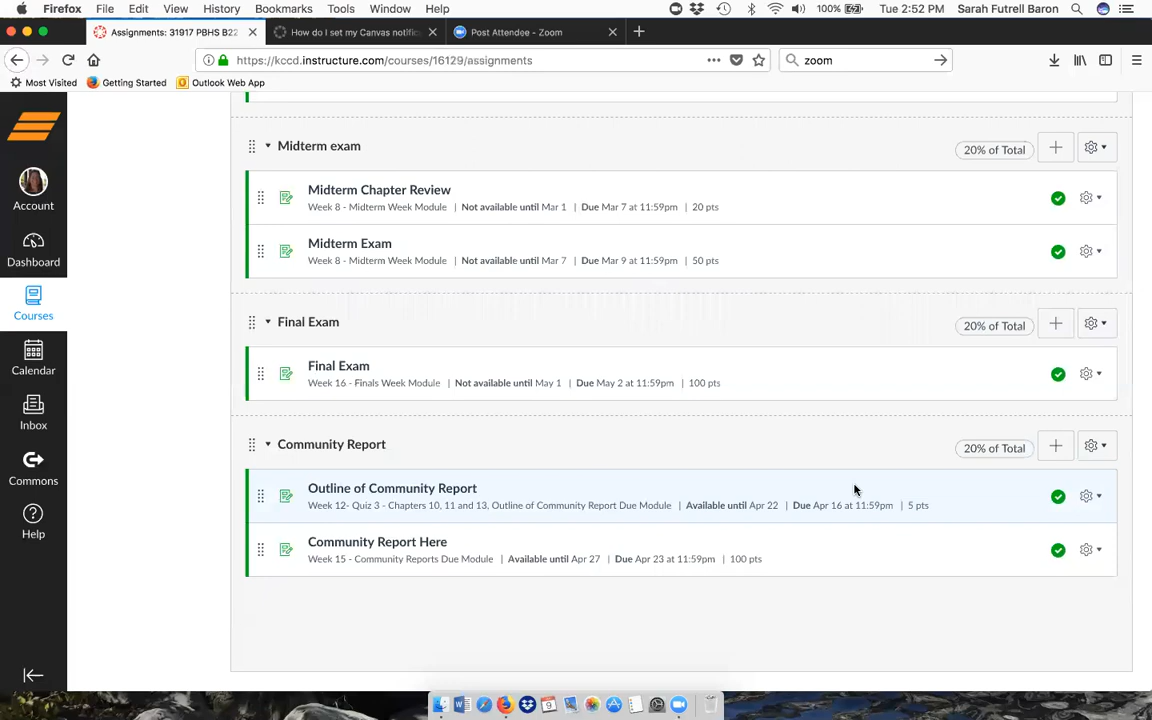 Firefox File Edit View History Bookmarks Tools Window Help 100% Tue 2:52 PM Sarah Futrell Baron
Assignments: 31917 PBHS B22 How do I set my Canvas notific Post Attendee - Zoom
https://kccd.instructure.com/courses/16129/assignments zoom
Most Visited Getting Started Outlook Web App
Account
Dashboard
Courses
Calendar
Inbox
Commons
Help
Midterm exam 20% of Total
Midterm Chapter Review
Week 8 - Midterm Week Module | Not available until Mar 1 | Due Mar 7 at 11:59pm | 20 pts
Midterm Exam
Week 8 - Midterm Week Module | Not available until Mar 7 | Due Mar 9 at 11:59pm | 50 pts
Final Exam 20% of Total
Final Exam
Week 16 - Finals Week Module | Not available until May 1 | Due May 2 at 11:59pm | 100 pts
Community Report 20% of Total
Outline of Community Report
Week 12- Quiz 3 - Chapters 10, 11 and 13. Outline of Community Report Due Module | Available until Apr 22 | Due Apr 16 at 11:59pm | 5 pts
Community Report Here
Week 15 - Community Reports Due Module | Available until Apr 27 | Due Apr 23 at 11:59pm | 100 pts
9